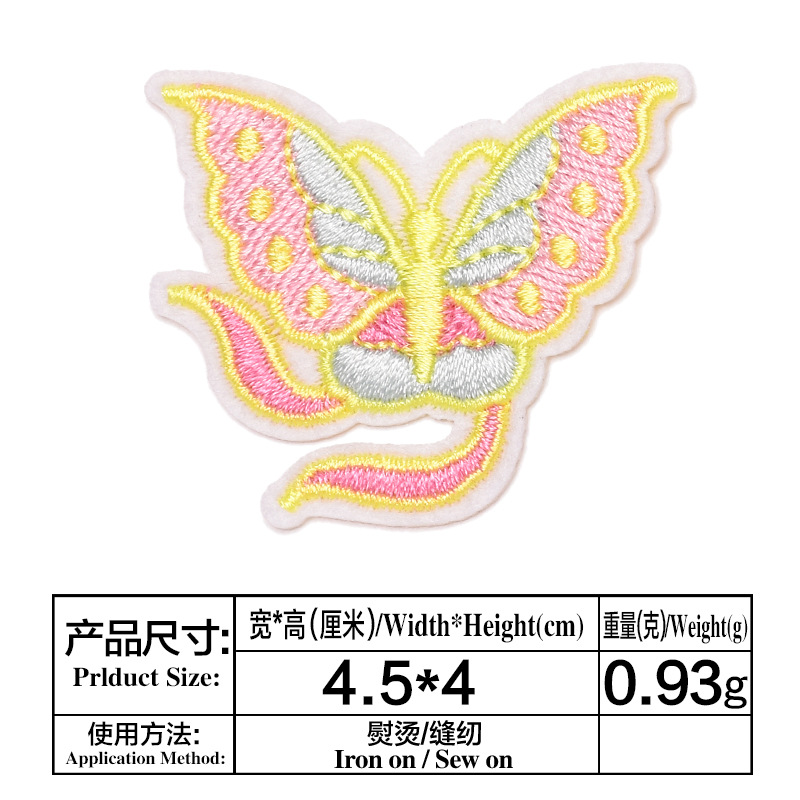 产品尺寸:
Prlduct Size:
宽*高(厘米)/Width*Height(cm)
重量(克)/Weight(g)
4.5*4
0.93g
使用方法:
Application Method:
熨烫/缝纫
Iron on / Sew on